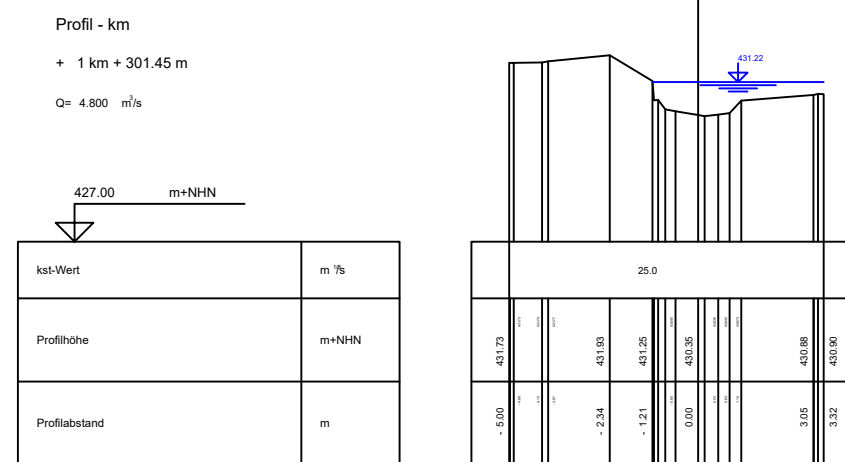 Profil - km
+ 1 km + 301.45 m
Q= 4.800 m³/s
431.22
427.00 m+NHN
kst-Wert m ¹ᐟ³/s 25.0
Profilhöhe m+NHN 431.73 431.93 431.25 430.35 430.88 430.90
Profilabstand m - 5.00 - 2.34 - 1.21 0.00 3.05 3.32